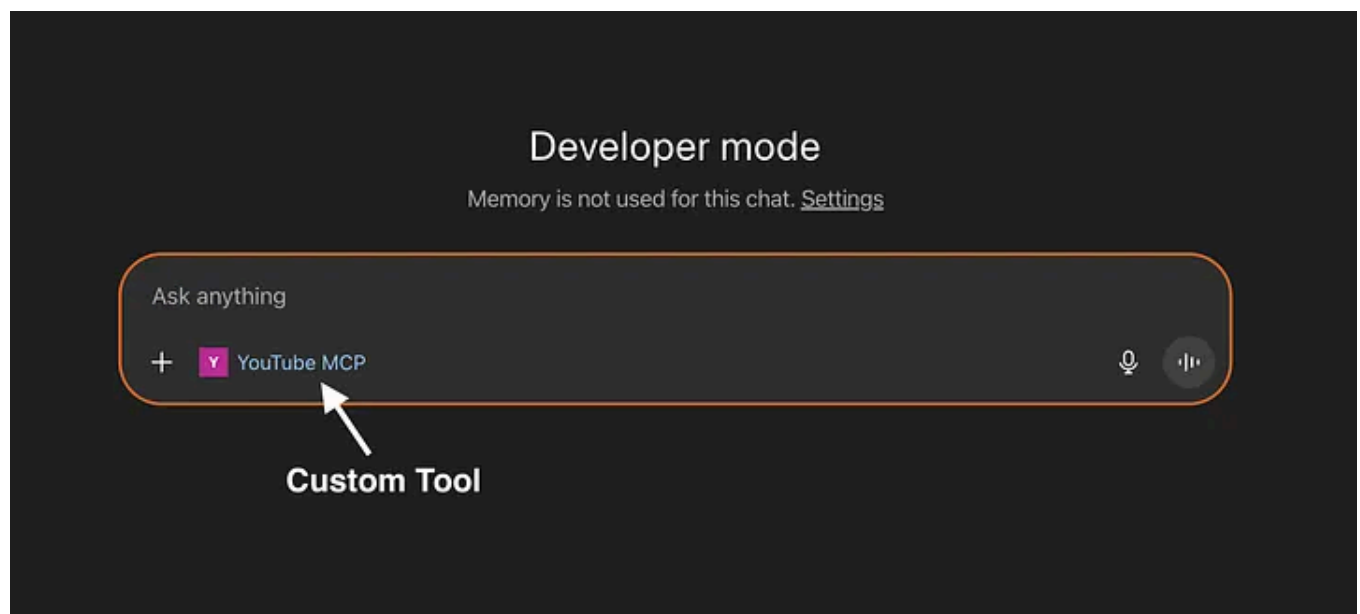 Developer mode
Memory is not used for this chat. Settings
Ask anything
Y YouTube MCP
Custom Tool